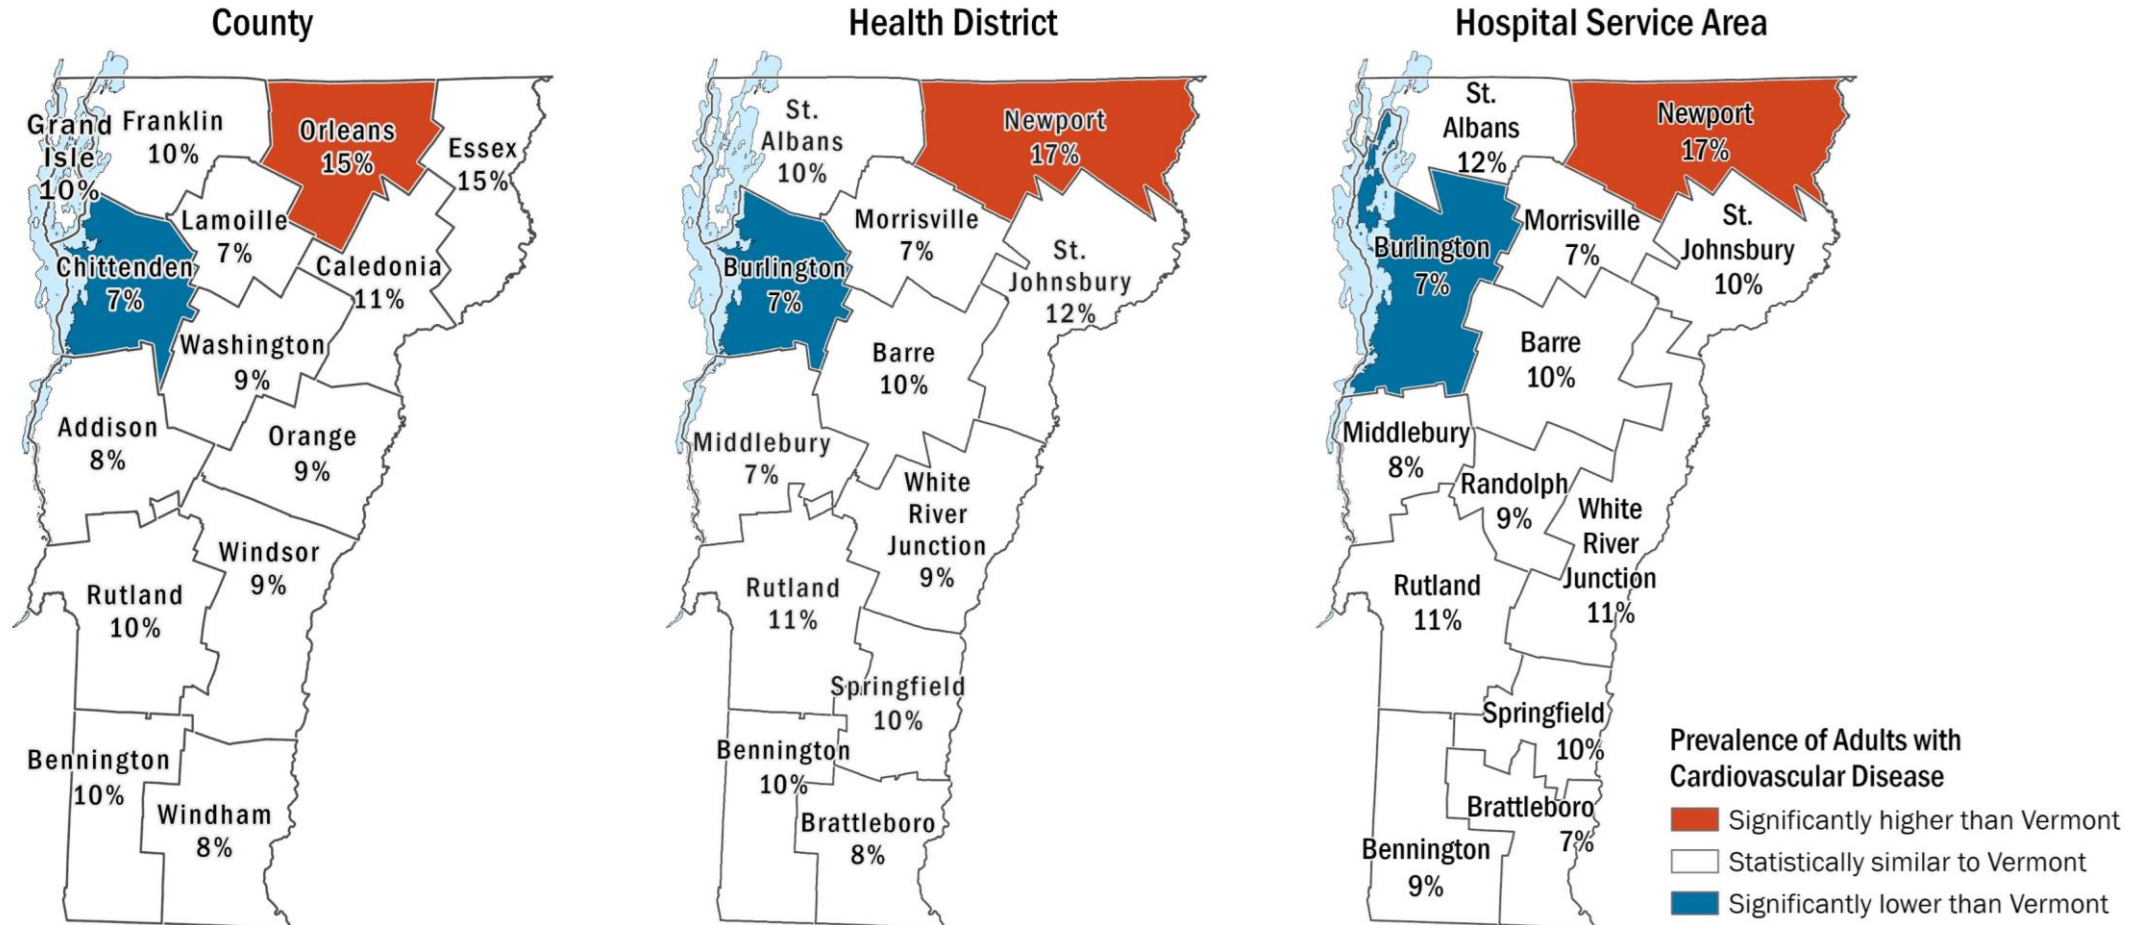 County
Grand
Isle
10%
Franklin
10%
Orleans
15%
Essex
15%
Lamoille
7%
Chittenden
7%
Caledonia
11%
Washington
9%
Addison
8%
Orange
9%
Windsor
9%
Rutland
10%
Bennington
10%
Windham
8%
Health District
St.
Albans
10%
Newport
17%
Morrisville
7%
Burlington
7%
St.
Johnsbury
12%
Barre
10%
Middlebury
7%
White
River
Junction
9%
Rutland
11%
Springfield
10%
Bennington
10%
Brattleboro
8%
Hospital Service Area
St.
Albans
12%
Newport
17%
Morrisville
7%
St.
Johnsbury
10%
Burlington
7%
Barre
10%
Middlebury
8%
Randolph
9%
White
River
Junction
11%
Rutland
11%
Springfield
10%
Brattleboro
7%
Bennington
9%
Prevalence of Adults with
Cardiovascular Disease
Significantly higher than Vermont
Statistically similar to Vermont
Significantly lower than Vermont